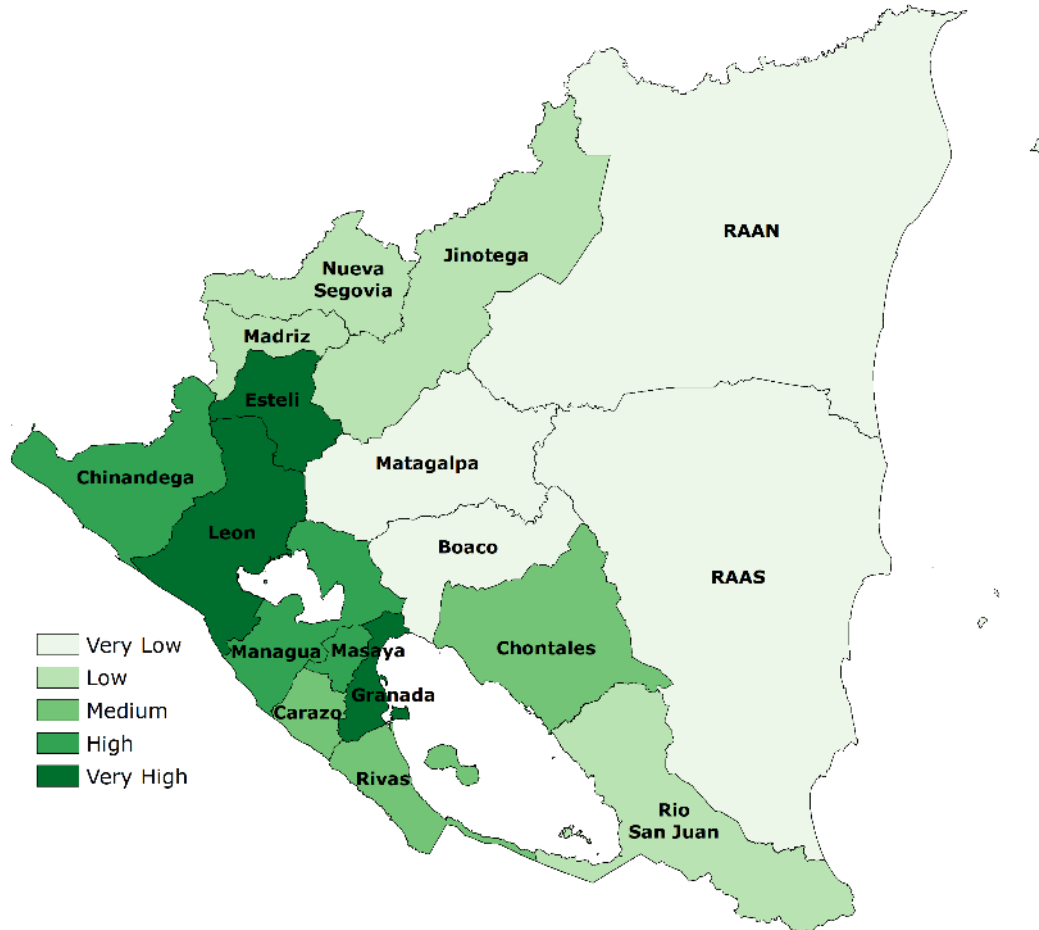 RAAN
Jinotega
Nueva
Segovia
Madriz
Esteli
Matagalpa
Chinandega
Leon
Boaco
RAAS
Chontales
Managua
Masaya
Granada
Carazo
Rivas
Rio
San Juan
Very Low
Low
Medium
High
Very High